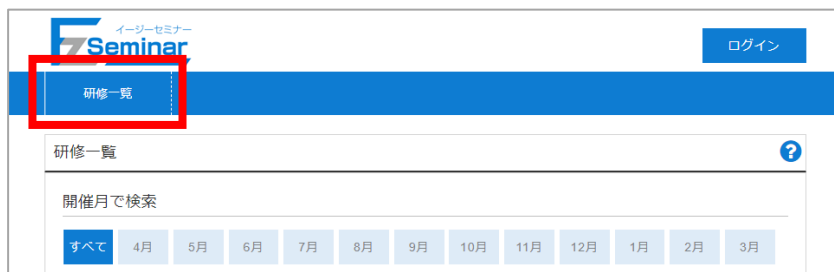 イージーセミナー
Ez Seminar
ログイン
研修一覧
研修一覧
?
開催月で検索
すべて 4月 5月 6月 7月 8月 9月 10月 11月 12月 1月 2月 3月